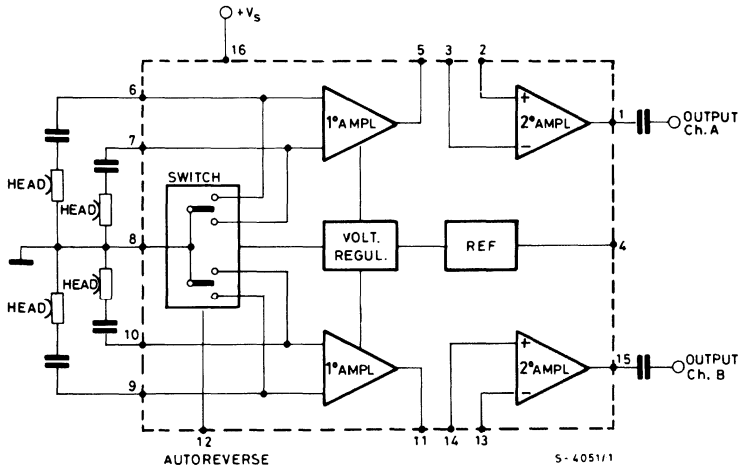 +Vs
16
5
3
2
6
1°AMPL
+
2°AMPL
−
1
OUTPUT
Ch. A
7
HEAD
HEAD
SWITCH
8
VOLT.
REGUL.
REF
4
HEAD
HEAD
10
9
1°AMPL
+
2°AMPL
−
15
OUTPUT
Ch. B
12
11
14
13
AUTOREVERSE
S-4051/1